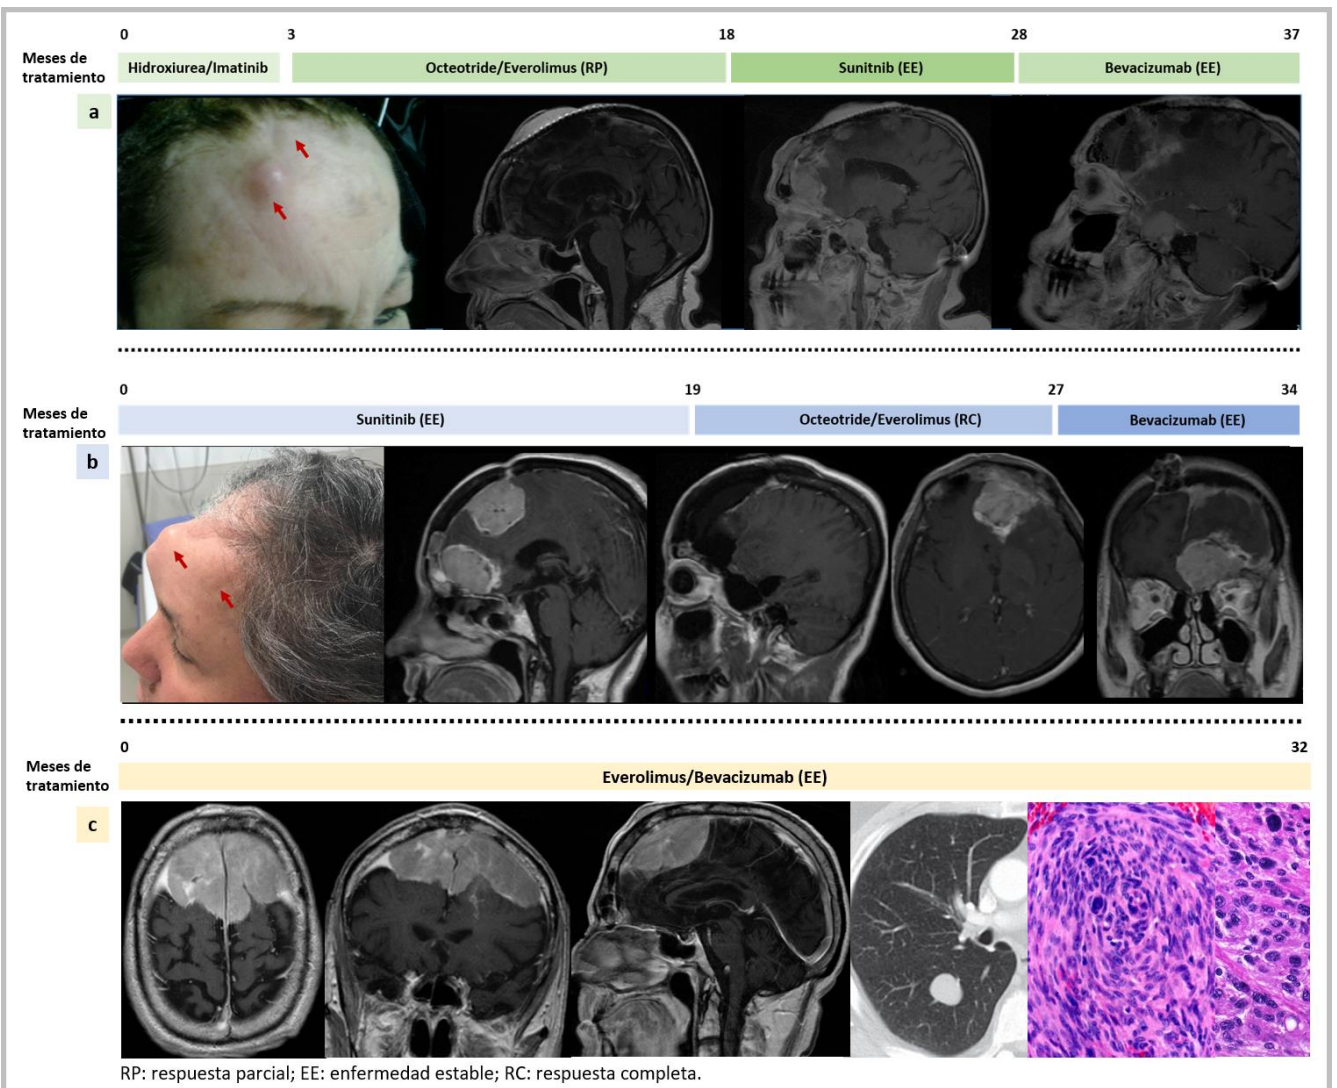 0 3 18 28 37
Meses de
tratamiento
Hidroxiurea/Imatinib Octeotride/Everolimus (RP) Sunitnib (EE) Bevacizumab (EE)
a
0 19 27 34
Meses de
tratamiento
Sunitinib (EE) Octeotride/Everolimus (RC) Bevacizumab (EE)
b
0 32
Meses de
tratamiento
Everolimus/Bevacizumab (EE)
c
RP: respuesta parcial; EE: enfermedad estable; RC: respuesta completa.